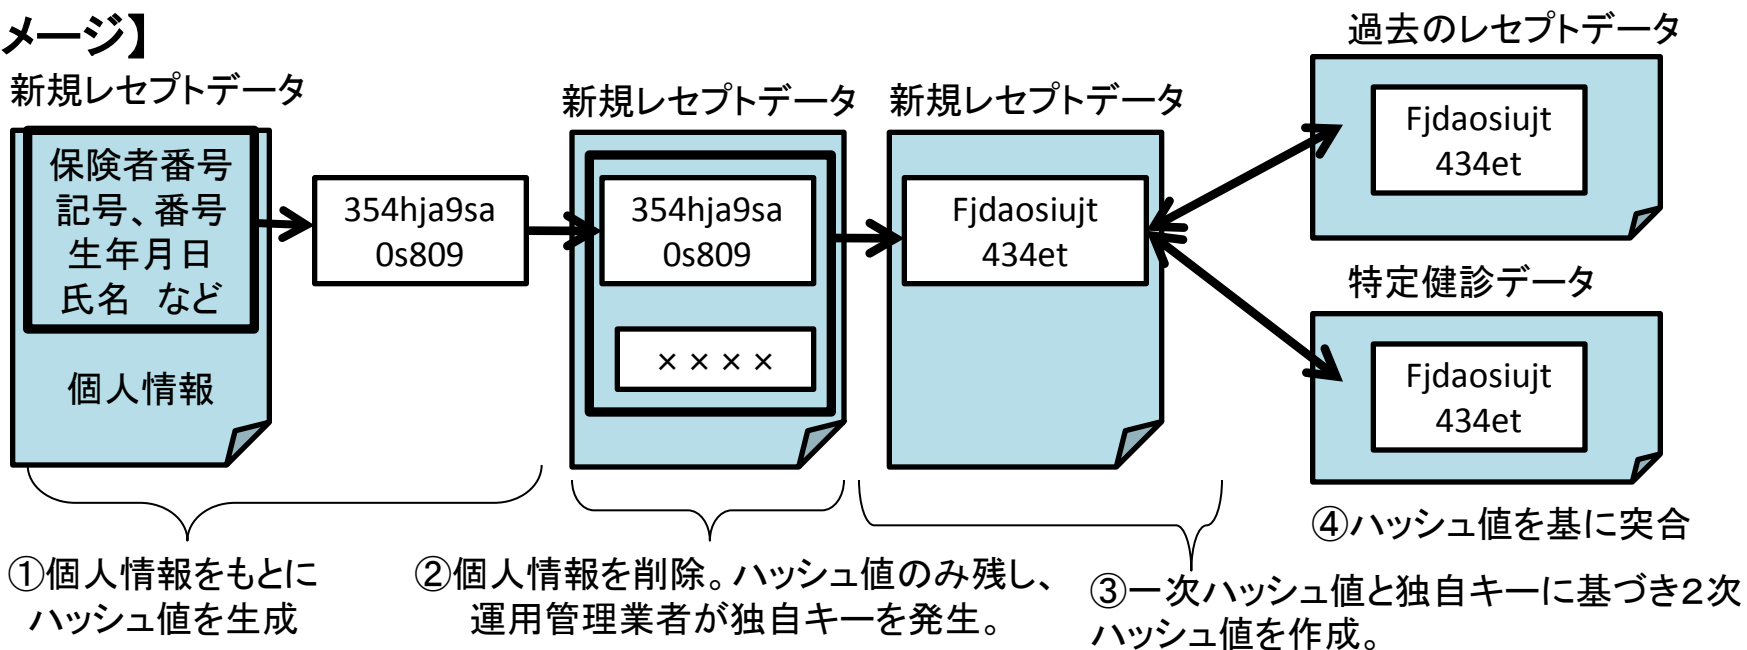 メージ】
新規レセプトデータ
保険者番号
記号、番号
生年月日
氏名　など
個人情報
354hja9sa
0s809
新規レセプトデータ
354hja9sa
0s809
××××
新規レセプトデータ
Fjdaosiujt
434et
過去のレセプトデータ
Fjdaosiujt
434et
特定健診データ
Fjdaosiujt
434et
①個人情報をもとに
ハッシュ値を生成
②個人情報を削除。ハッシュ値のみ残し、
運用管理業者が独自キーを発生。
③一次ハッシュ値と独自キーに基づき２次
ハッシュ値を作成。
④ハッシュ値を基に突合